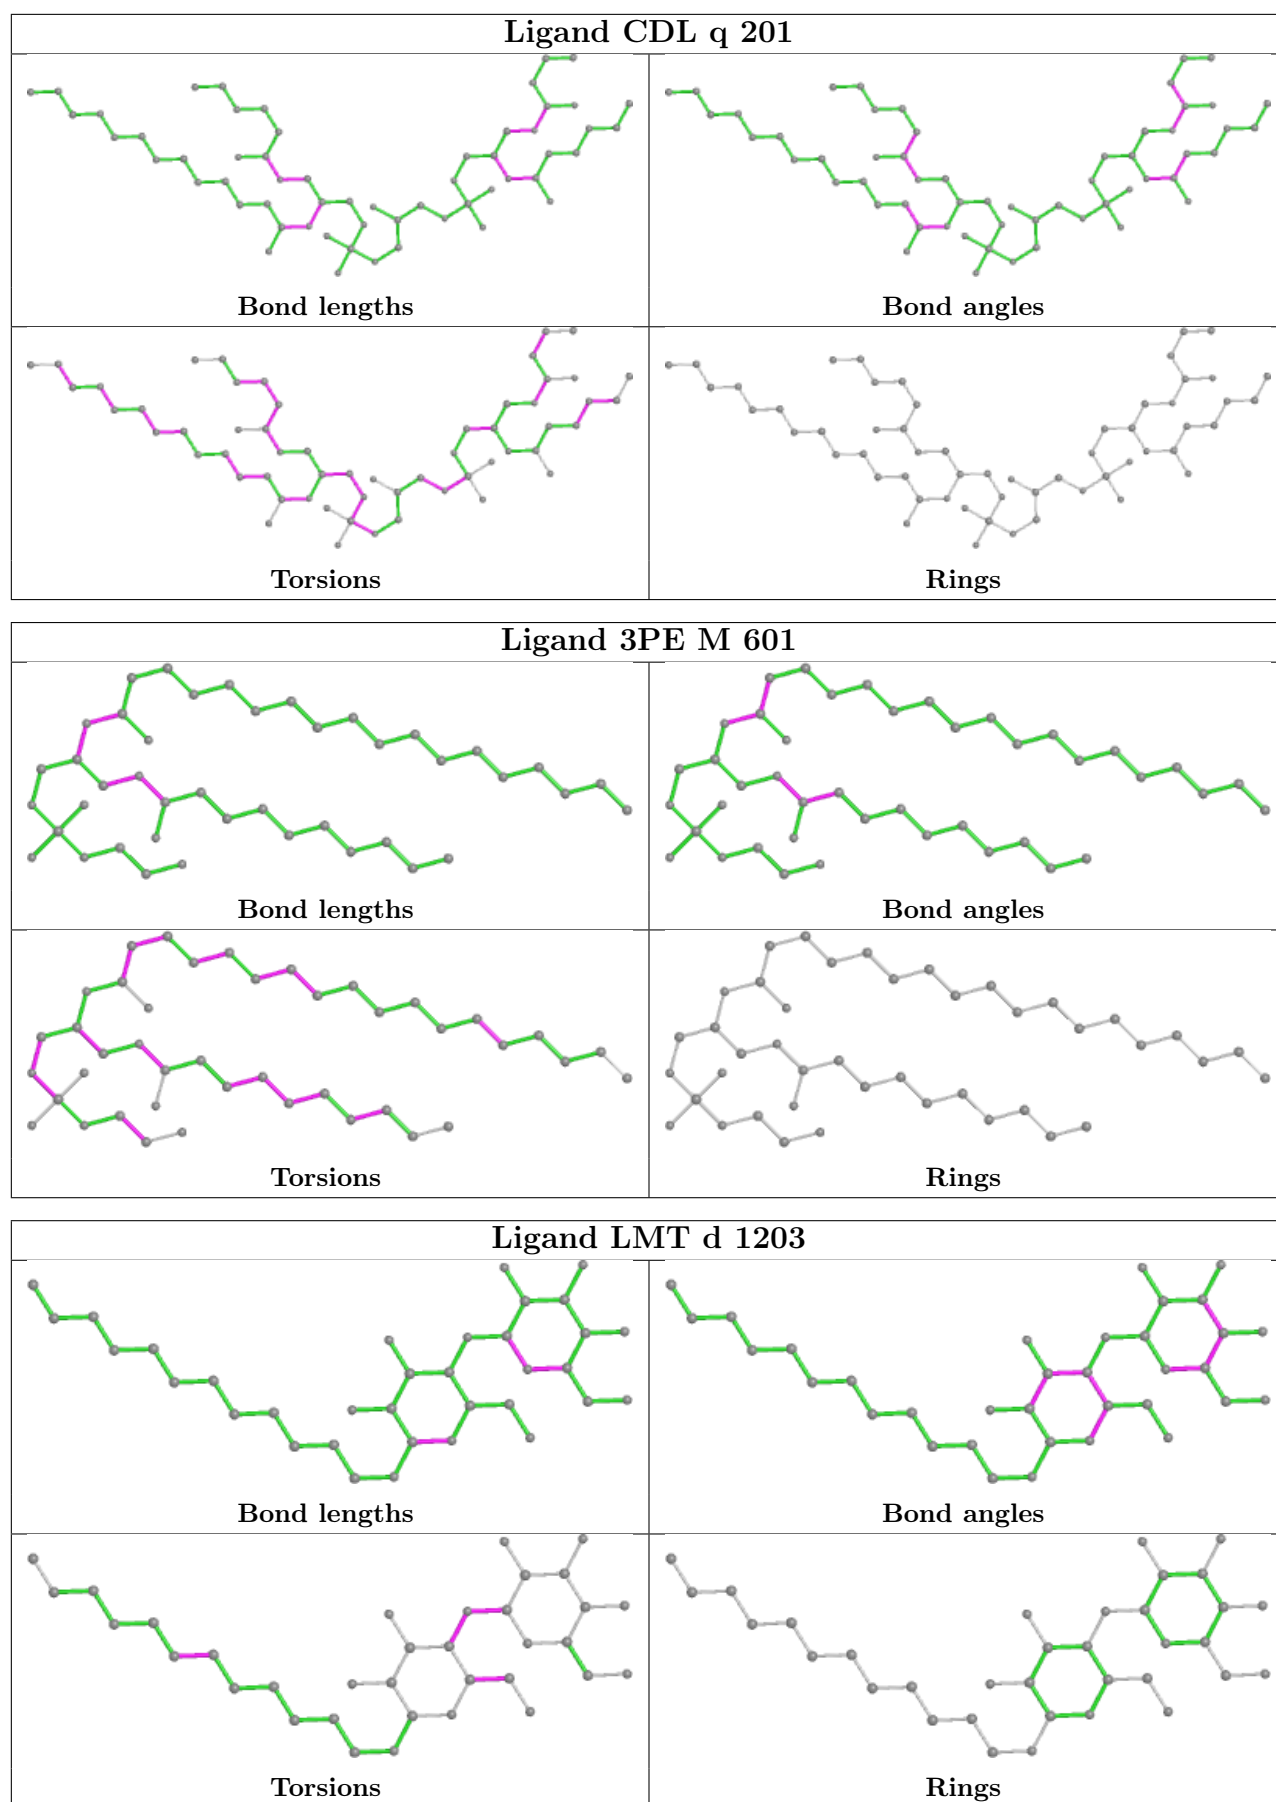 Ligand CDL q 201
Bond lengths
Bond angles
Torsions
Rings
Ligand 3PE M 601
Bond lengths
Bond angles
Torsions
Rings
Ligand LMT d 1203
Bond lengths
Bond angles
Torsions
Rings